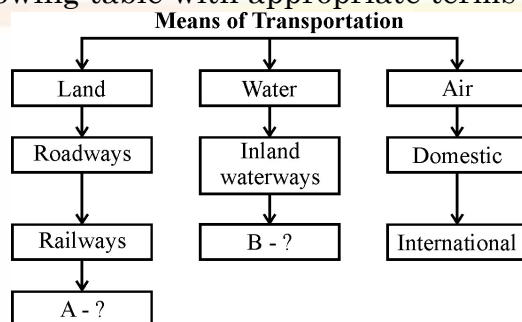 owing table with appropriate terms
Means of Transportation
Land
Water
Air
Roadways
Inland
waterways
Domestic
Railways
B - ?
International
A - ?